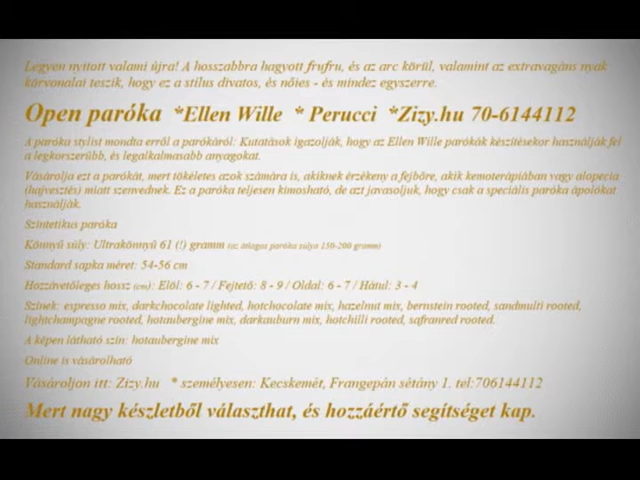 Legyen nyitott valami újra! A hosszabbra hagyott frufru, és az arc körül, valamint az extravagáns nyak
körvonalai teszik, hogy ez a stílus divatos, és nőies - és mindez egyszerre.
Open paróka *Ellen Wille * Perucci *Zizy.hu 70-6144112
A paróka stylist mondta erről a parókáról: Kutatások igazolják, hogy az Ellen Wille parókák készítésekor használják fel
a legkorszerűbb, és legalkalmasabb anyagokat.
Vásárolja ezt a parókát, mert tökéletes azok számára is, akiknek érzékeny a fejbőre, akik kemoterápiában vagy alopecia
(hajvesztés) miatt szenvednek. Ez a paróka teljesen kimosható, de azt javasoljuk, hogy csak a speciális paróka ápolókat
használják.
Szintetikus paróka
Könnyű súly: Ultrakönnyű 61 (!) gramm (az átlagos paróka súlya 150-200 gramm)
Standard sapka méret: 54-56 cm
Hozzávetőleges hossz (cm): Elöl: 6 - 7 / Fejtető: 8 - 9 / Oldal: 6 - 7 / Hátul: 3 - 4
Színek: espresso mix, darkchocolate lighted, hotchocolate mix, hazelnut mix, bernstein rooted, sandmulti rooted,
lightchampagne rooted, hotaubergine mix, darkauburn mix, hotchilli rooted, safranred rooted.
A képen látható szín: hotaubergine mix
Online is vásárolható
Vásároljon itt: Zizy.hu * személyesen: Kecskemét, Frangepán sétány 1. tel:706144112
Mert nagy készletből választhat, és hozzáértő segítséget kap.